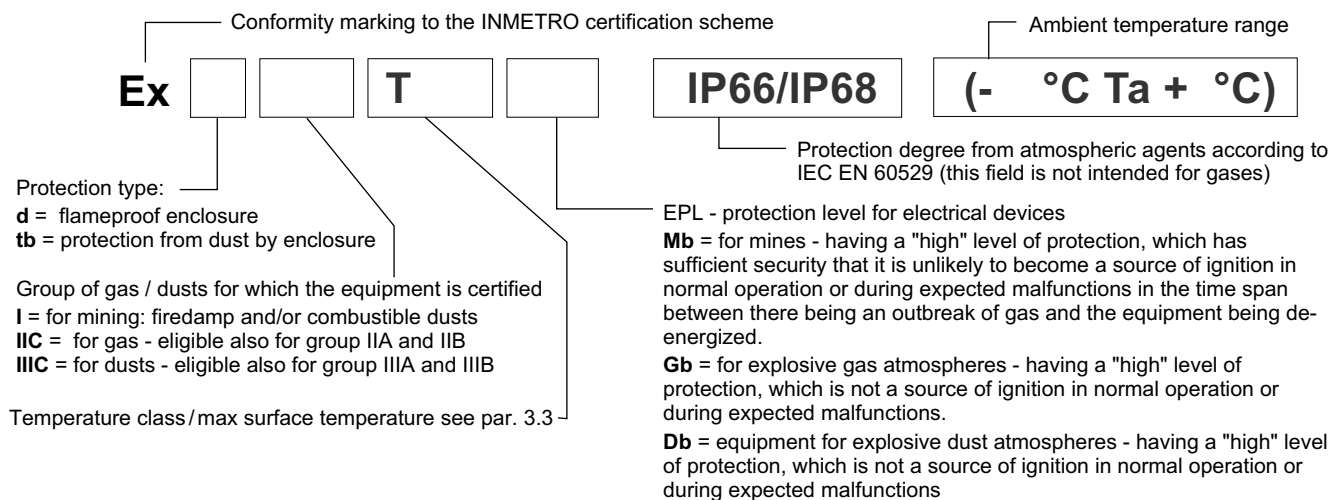 Conformity marking to the INMETRO certification scheme
Ambient temperature range
Ex T IP66/IP68 (- °C Ta + °C)
Protection degree from atmospheric agents according to
IEC EN 60529 (this field is not intended for gases)
Protection type:
d = flameproof enclosure
tb = protection from dust by enclosure
Group of gas / dusts for which the equipment is certified
I = for mining: firedamp and/or combustible dusts
IIC = for gas - eligible also for group IIA and IIB
IIIC = for dusts - eligible also for group IIIA and IIIB
Temperature class/max surface temperature see par. 3.3
EPL - protection level for electrical devices
Mb = for mines - having a "high" level of protection, which has
sufficient security that it is unlikely to become a source of ignition in
normal operation or during expected malfunctions in the time span
between there being an outbreak of gas and the equipment being de-
energized.
Gb = for explosive gas atmospheres - having a "high" level of
protection, which is not a source of ignition in normal operation or
during expected malfunctions.
Db = equipment for explosive dust atmospheres - having a "high" level
of protection, which is not a source of ignition in normal operation or
during expected malfunctions